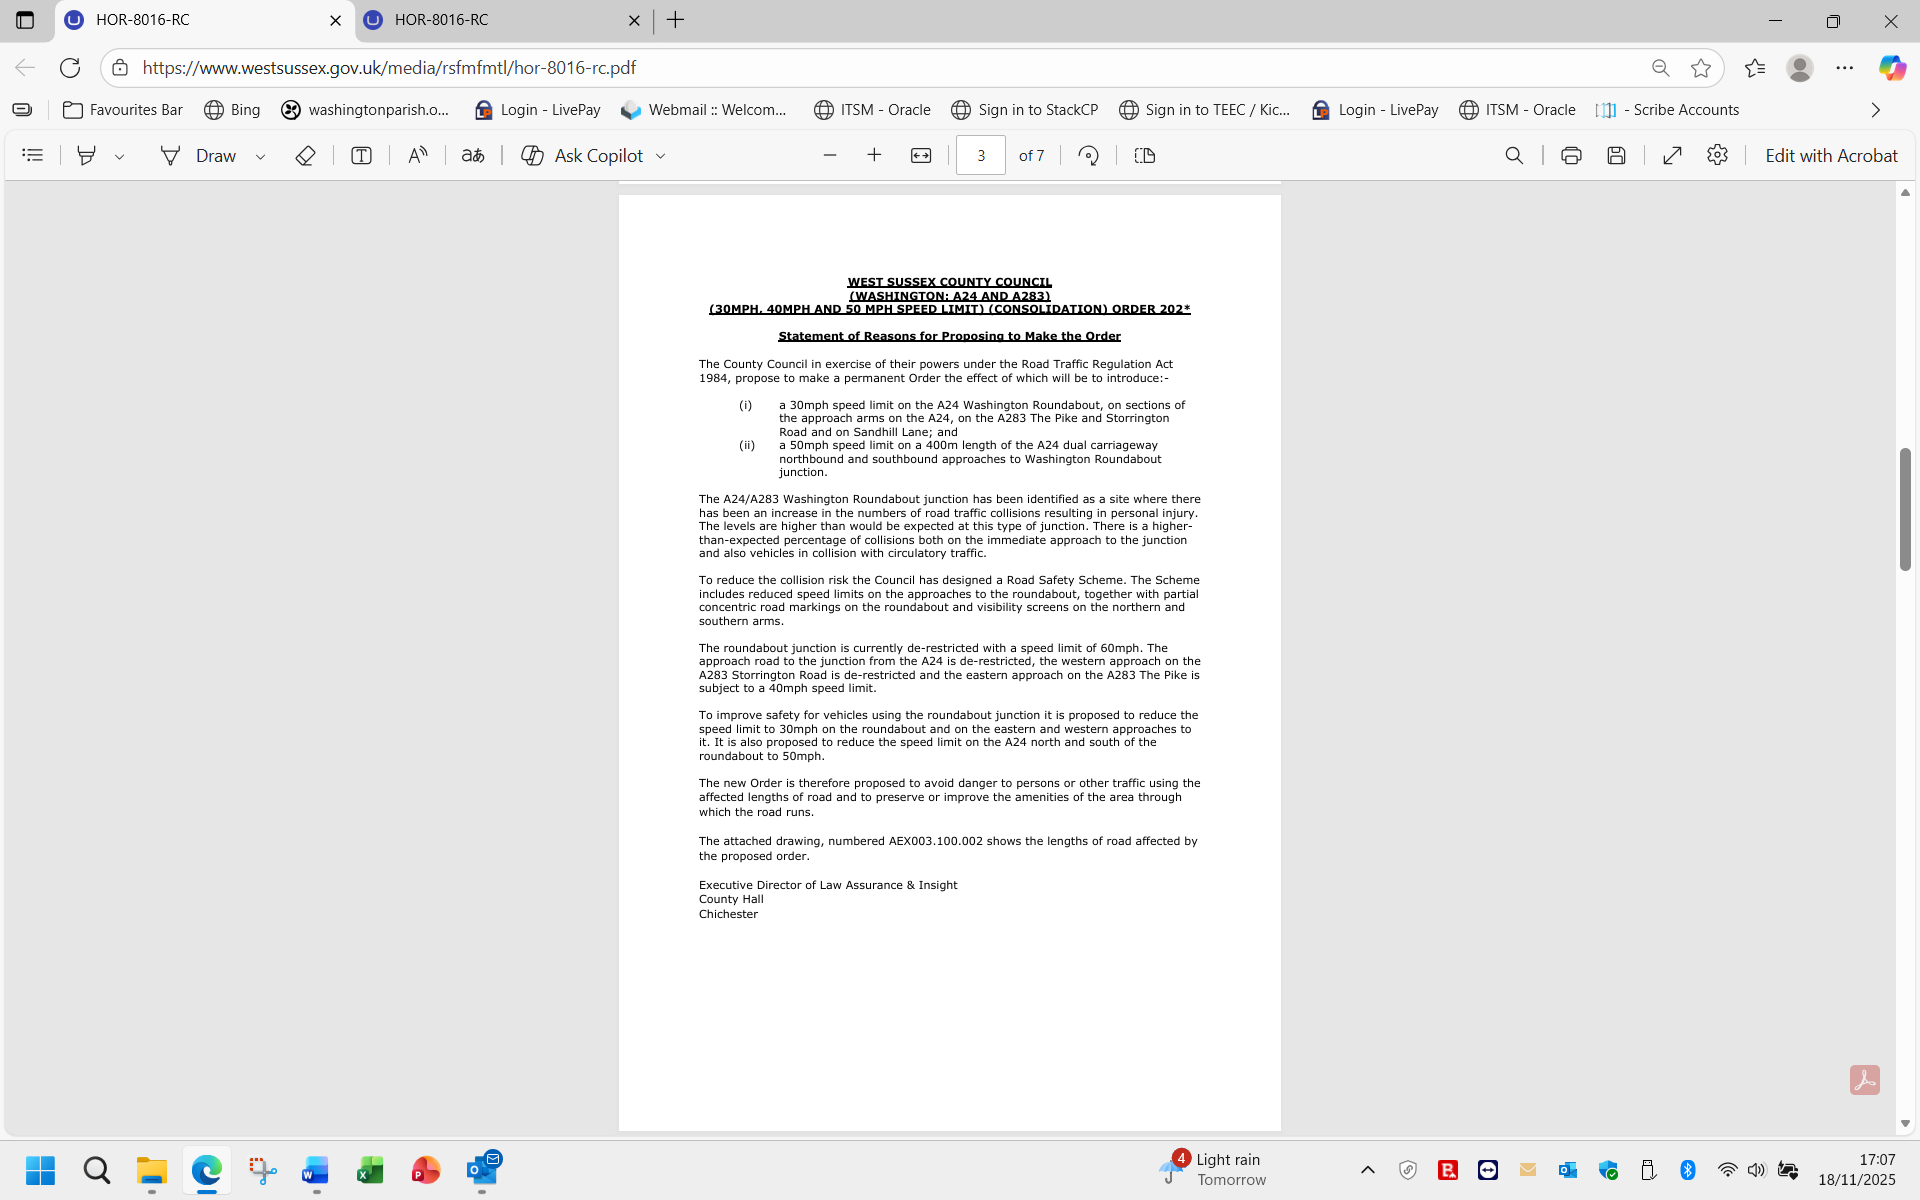 HOR-8016-RC
HOR-8016-RC
https://www.westsussex.gov.uk/media/rsfmfmtl/hor-8016-rc.pdf
Favourites Bar
Bing
washingtonparish.o...
Login - LivePay
Webmail :: Welcom...
ITSM - Oracle
Sign in to StackCP
Sign in to TEEC / Kic...
Login - LivePay
ITSM - Oracle
- Scribe Accounts
Draw
Ask Copilot
3
of 7
Edit with Acrobat
WEST SUSSEX COUNTY COUNCIL
(WASHINGTON: A24 AND A283)
(30MPH, 40MPH AND 50 MPH SPEED LIMIT) (CONSOLIDATION) ORDER 202*
Statement of Reasons for Proposing to Make the Order
The County Council in exercise of their powers under the Road Traffic Regulation Act
1984, propose to make a permanent Order the effect of which will be to introduce:-
(i) a 30mph speed limit on the A24 Washington Roundabout, on sections of
the approach arms on the A24, on the A283 The Pike and Storrington
Road and on Sandhill Lane; and
(ii) a 50mph speed limit on a 400m length of the A24 dual carriageway
northbound and southbound approaches to Washington Roundabout
junction.
The A24/A283 Washington Roundabout junction has been identified as a site where there
has been an increase in the numbers of road traffic collisions resulting in personal injury.
The levels are higher than would be expected at this type of junction. There is a higher-
than-expected percentage of collisions both on the immediate approach to the junction
and also vehicles in collision with circulatory traffic.
To reduce the collision risk the Council has designed a Road Safety Scheme. The Scheme
includes reduced speed limits on the approaches to the roundabout, together with partial
concentric road markings on the roundabout and visibility screens on the northern and
southern arms.
The roundabout junction is currently de-restricted with a speed limit of 60mph. The
approach road to the junction from the A24 is de-restricted, the western approach on the
A283 Storrington Road is de-restricted and the eastern approach on the A283 The Pike is
subject to a 40mph speed limit.
To improve safety for vehicles using the roundabout junction it is proposed to reduce the
speed limit to 30mph on the roundabout and on the eastern and western approaches to
it. It is also proposed to reduce the speed limit on the A24 north and south of the
roundabout to 50mph.
The new Order is therefore proposed to avoid danger to persons or other traffic using the
affected lengths of road and to preserve or improve the amenities of the area through
which the road runs.
The attached drawing, numbered AEX003.100.002 shows the lengths of road affected by
the proposed order.
Executive Director of Law Assurance & Insight
County Hall
Chichester
4
Light rain
Tomorrow
17:07
18/11/2025